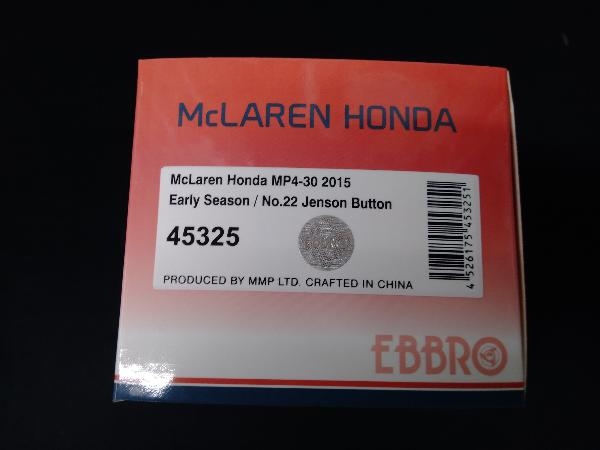 McLAREN HONDA
McLaren Honda MP4-30 2015
Early Season / No.22 Jenson Button
45325
EBBRO
PRODUCED BY MMP LTD. CRAFTED IN CHINA
4 526175 453251
EBBRO